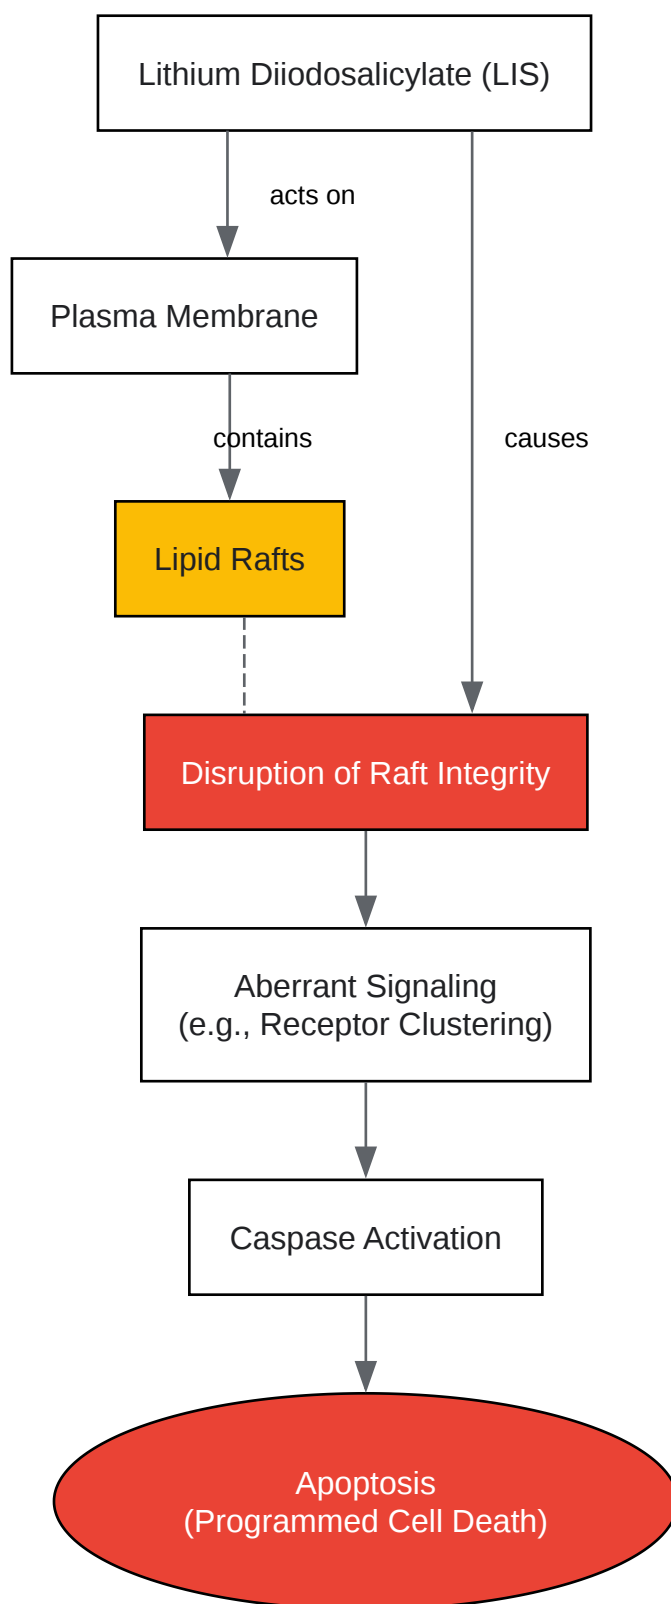 Lithium Diiodosalicylate (LIS)
acts on
Plasma Membrane
contains
causes
Lipid Rafts
Disruption of Raft Integrity
Aberrant Signaling
(e.g., Receptor Clustering)
Caspase Activation
Apoptosis
(Programmed Cell Death)